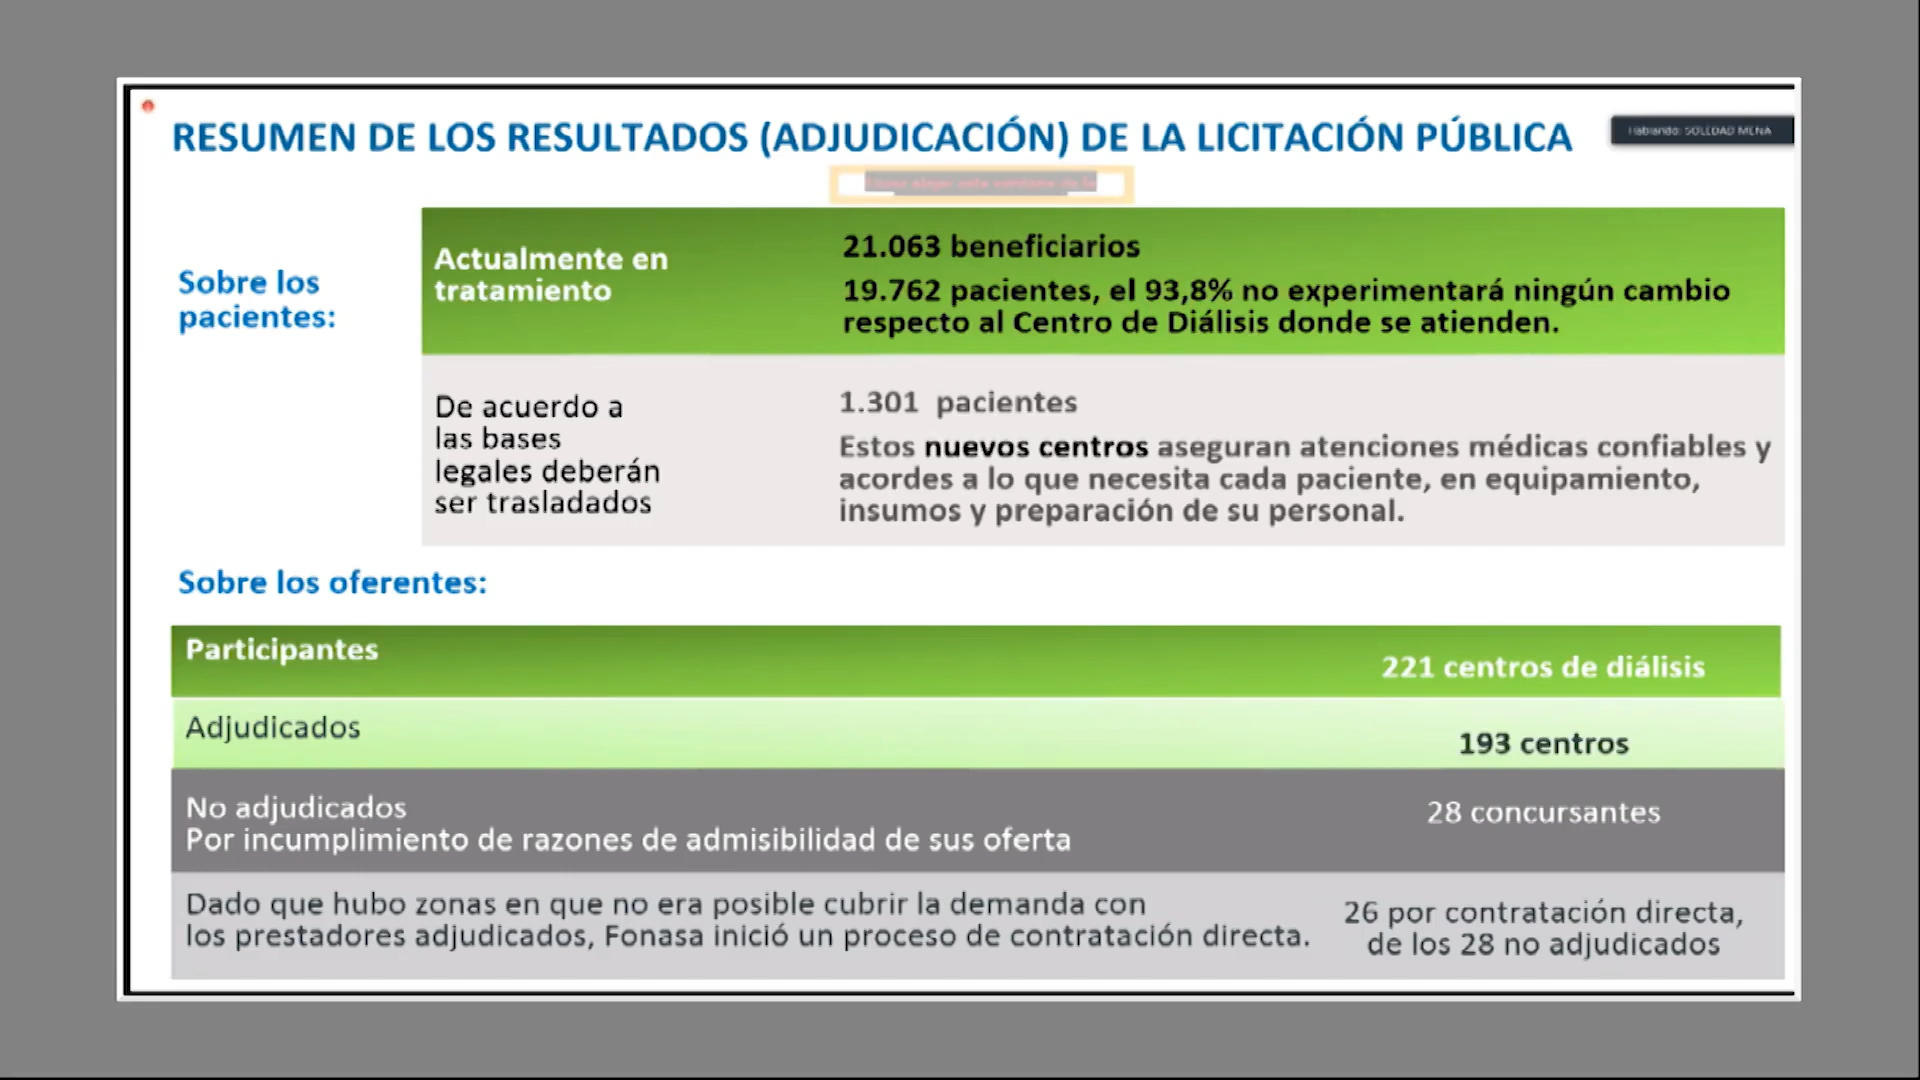 RESUMEN DE LOS RESULTADOS (ADJUDICACIÓN) DE LA LICITACIÓN PÚBLICA
Hablando: SOLEDAD MENA
Sobre los
pacientes:
Actualmente en
tratamiento
21.063 beneficiarios
19.762 pacientes, el 93,8% no experimentará ningún cambio
respecto al Centro de Diálisis donde se atienden.
De acuerdo a
las bases
legales deberán
ser trasladados
1.301 pacientes
Estos nuevos centros aseguran atenciones médicas confiables y
acordes a lo que necesita cada paciente, en equipamiento,
insumos y preparación de su personal.
Sobre los oferentes:
Participantes
221 centros de diálisis
Adjudicados
193 centros
No adjudicados
Por incumplimiento de razones de admisibilidad de sus oferta
28 concursantes
Dado que hubo zonas en que no era posible cubrir la demanda con
los prestadores adjudicados, Fonasa inició un proceso de contratación directa.
26 por contratación directa,
de los 28 no adjudicados